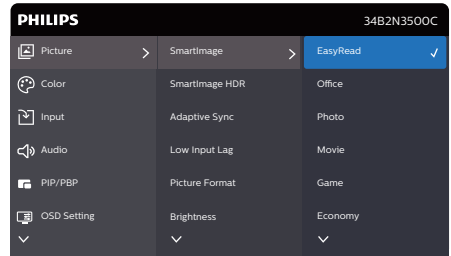 PHILIPS 34B2N3500C
Picture SmartImage EasyRead
Color SmartImage HDR Office
Input Adaptive Sync Photo
Audio Low Input Lag Movie
PIP/PBP Picture Format Game
OSD Setting Brightness Economy